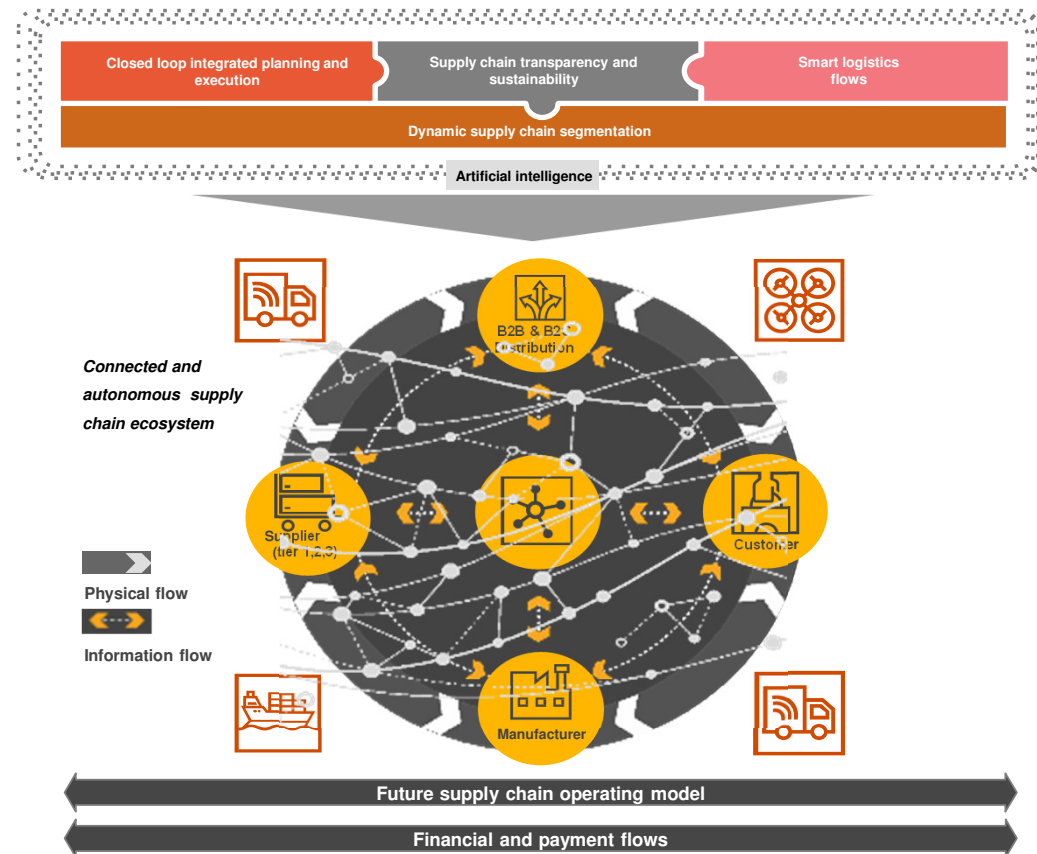 Closed loop integrated planning and
execution
Supply chain transparency and
sustainability
Smart logistics
flows
Dynamic supply chain segmentation
Artificial intelligence
B2B & B2C
Distribution
Connected and
autonomous supply
chain ecosystem
Supplier
(tier 1,2,3)
Customer
Physical flow
Information flow
Manufacturer
Future supply chain operating model
Financial and payment flows